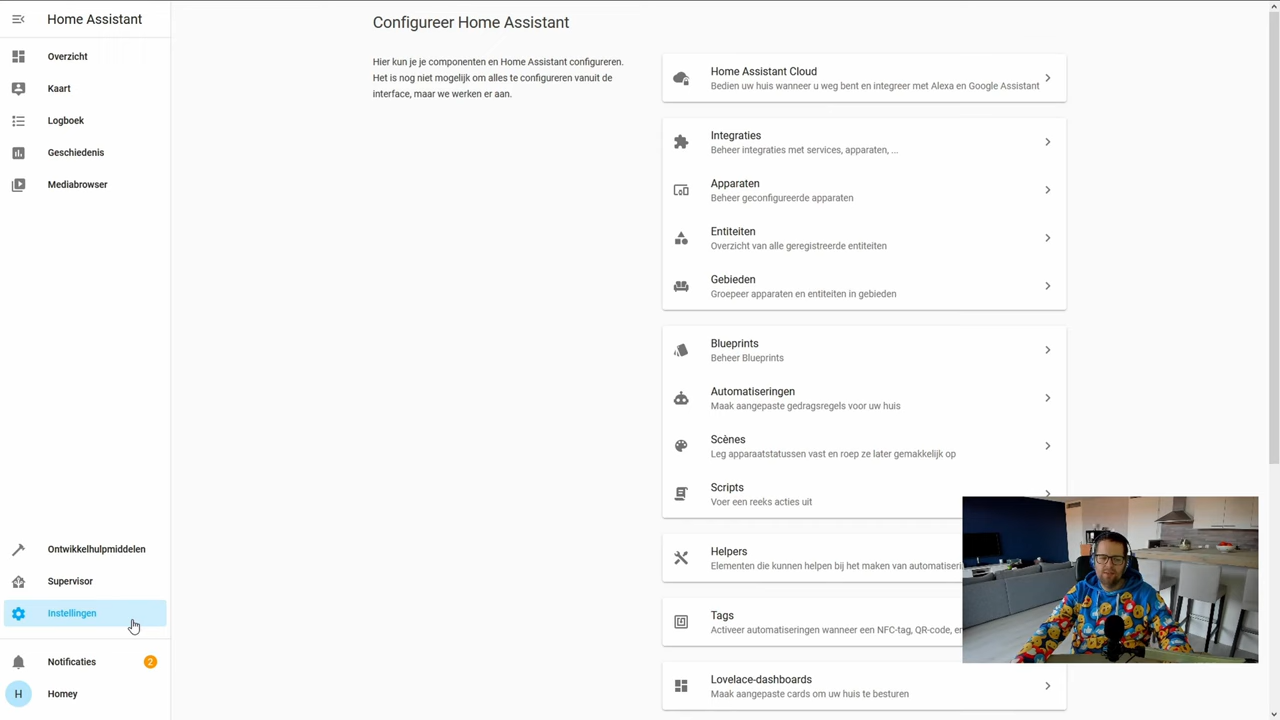 Home Assistant
Overzicht
Kaart
Logboek
Geschiedenis
Mediabrowser
Ontwikkelhulpmiddelen
Supervisor
Instellingen
Notificaties
2
H
Homey
Configureer Home Assistant
Hier kun je je componenten en Home Assistant configureren.
Het is nog niet mogelijk om alles te configureren vanuit de
interface, maar we werken er aan.
Home Assistant Cloud
Bedien uw huis wanneer u weg bent en integreer met Alexa en Google Assistant
Integraties
Beheer integraties met services, apparaten, ...
Apparaten
Beheer geconfigureerde apparaten
Entiteiten
Overzicht van alle geregistreerde entiteiten
Gebieden
Groepeer apparaten en entiteiten in gebieden
Blueprints
Beheer Blueprints
Automatiseringen
Maak aangepaste gedragsregels voor uw huis
Scènes
Leg apparaatstatussen vast en roep ze later gemakkelijk op
Scripts
Voer een reeks acties uit
Helpers
Elementen die kunnen helpen bij het maken van automatiseri
Tags
Activeer automatiseringen wanneer een NFC-tag, QR-code, en
Lovelace-dashboards
Maak aangepaste cards om uw huis te besturen